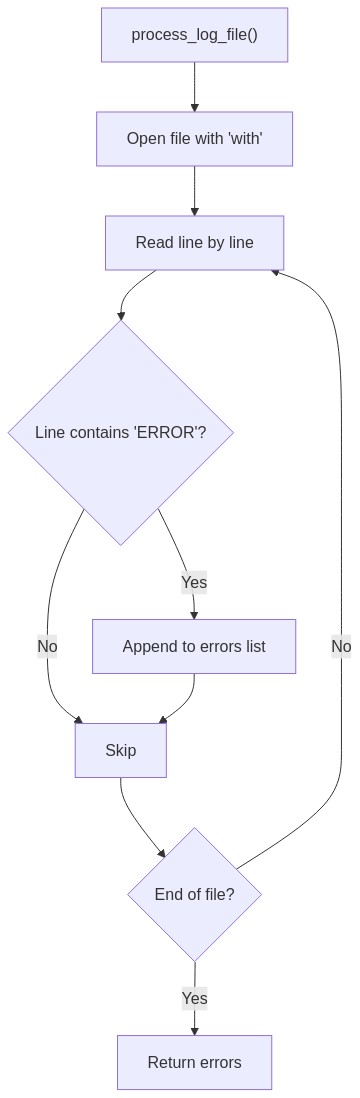 process_log_file()
Open file with 'with'
Read line by line
Line contains 'ERROR'?
Yes
No
No
Append to errors list
Skip
End of file?
Yes
Return errors